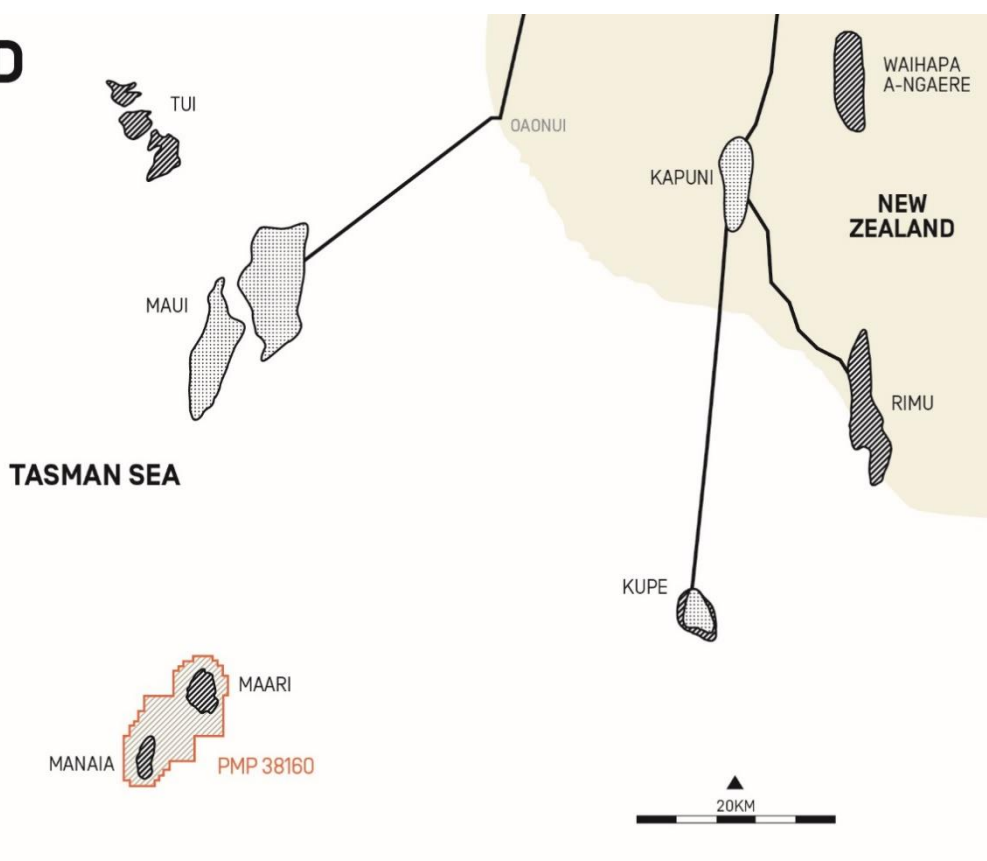 TUI
WAIHAPA
A-NGAERE
OAONUI
KAPUNI
NEW
ZEALAND
MAUI
RIMU
TASMAN SEA
KUPE
MAARI
MANAIA
PMP 38160
20KM